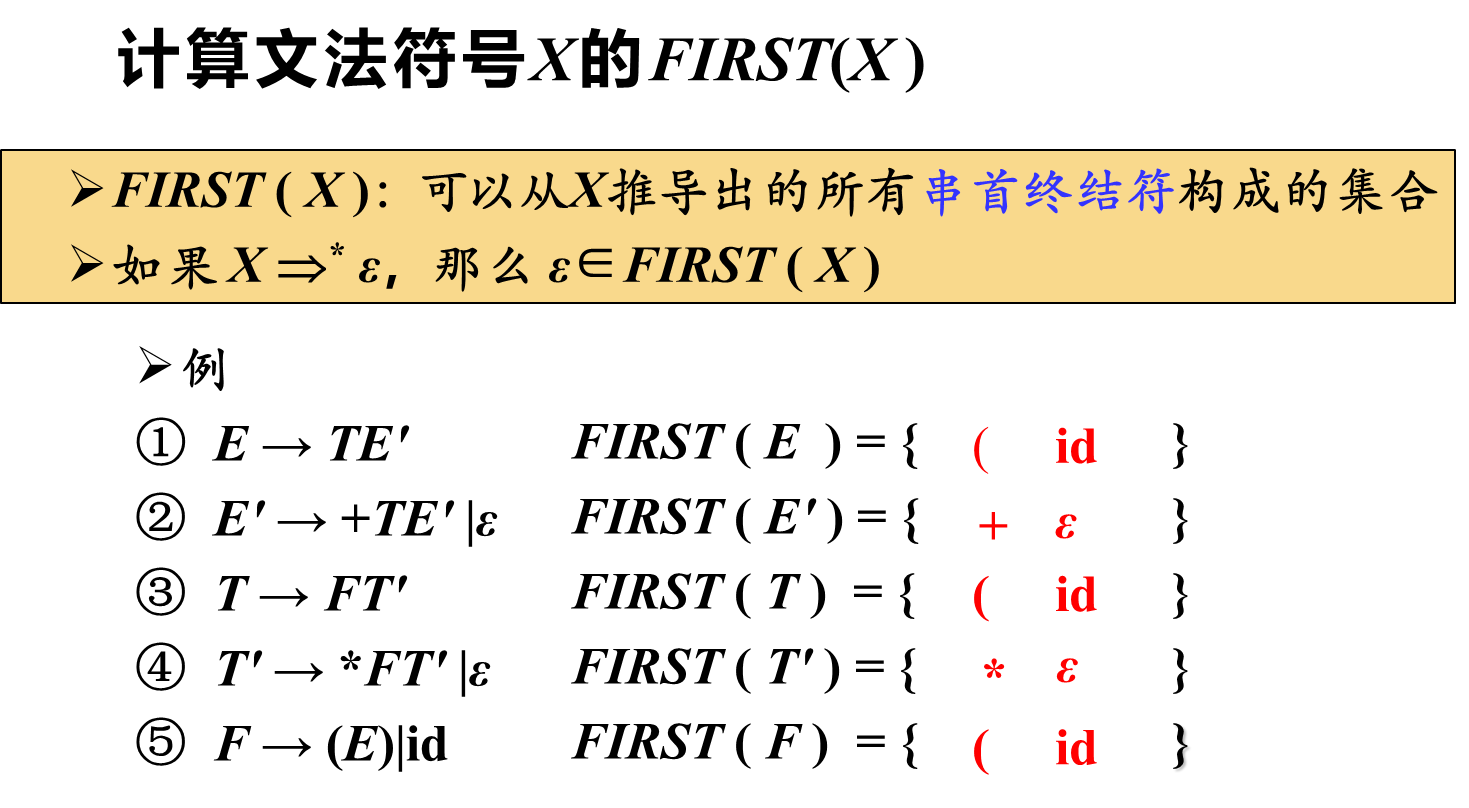 计算文法符号X的FIRST(X)
➢FIRST ( X ): 可以从X推导出的所有串首终结符构成的集合
➢如果 X ⇒* ε, 那么 ε∈FIRST ( X )
➢例
① E → TE′ FIRST ( E ) = { ( id }
② E′ → +TE′ |ε FIRST ( E′ ) = { + ε }
③ T → FT′ FIRST ( T ) = { ( id }
④ T′ → *FT′ |ε FIRST ( T′ ) = { * ε }
⑤ F → (E)|id FIRST ( F ) = { ( id }